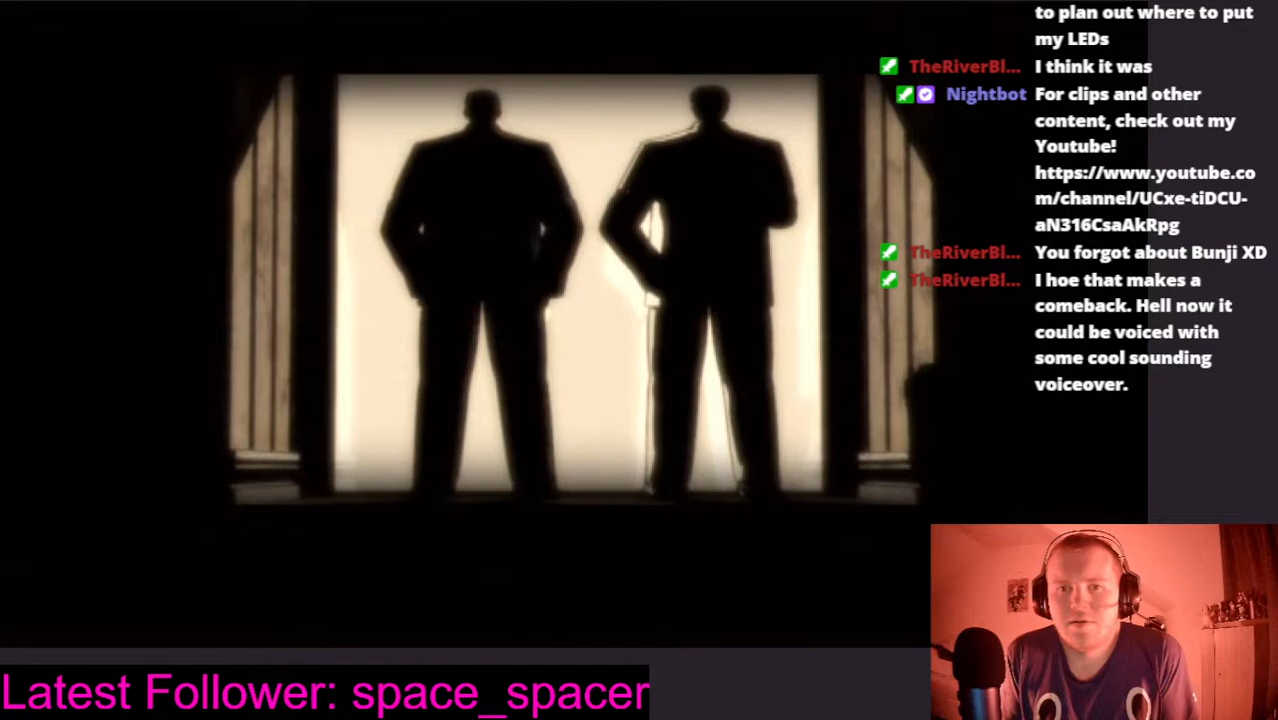 to plan out where to put
my LEDs
TheRiverBl... I think it was
Nightbot For clips and other
content, check out my
Youtube!
https://www.youtube.co
m/channel/UCxe-tiDCU-
aN316CsaAkRpg
TheRiverBl... You forgot about Bunji XD
TheRiverBl... I hoe that makes a
comeback. Hell now it
could be voiced with
some cool sounding
voiceover.
Latest Follower: space_spacer